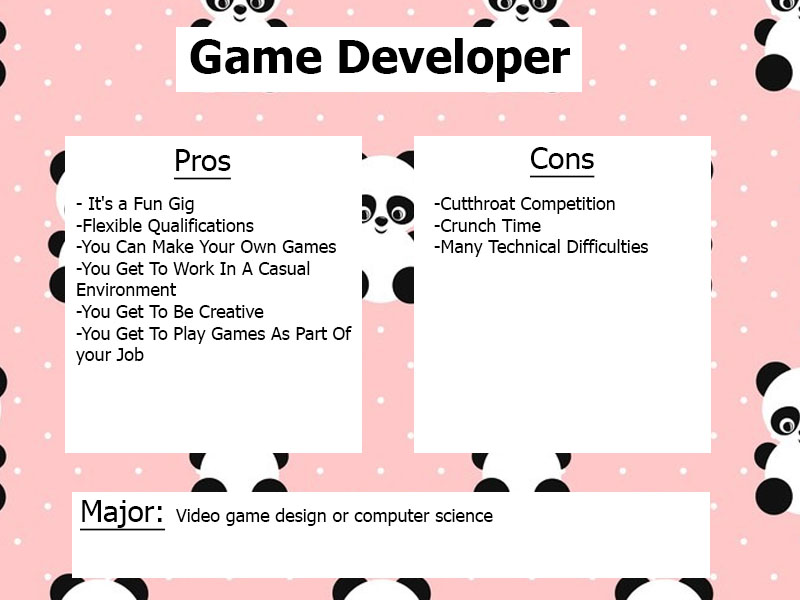 Game Developer
Pros
- It's a Fun Gig
-Flexible Qualifications
-You Can Make Your Own Games
-You Get To Work In A Casual
Environment
-You Get To Be Creative
-You Get To Play Games As Part Of
your Job
Cons
-Cutthroat Competition
-Crunch Time
-Many Technical Difficulties
Major: Video game design or computer science